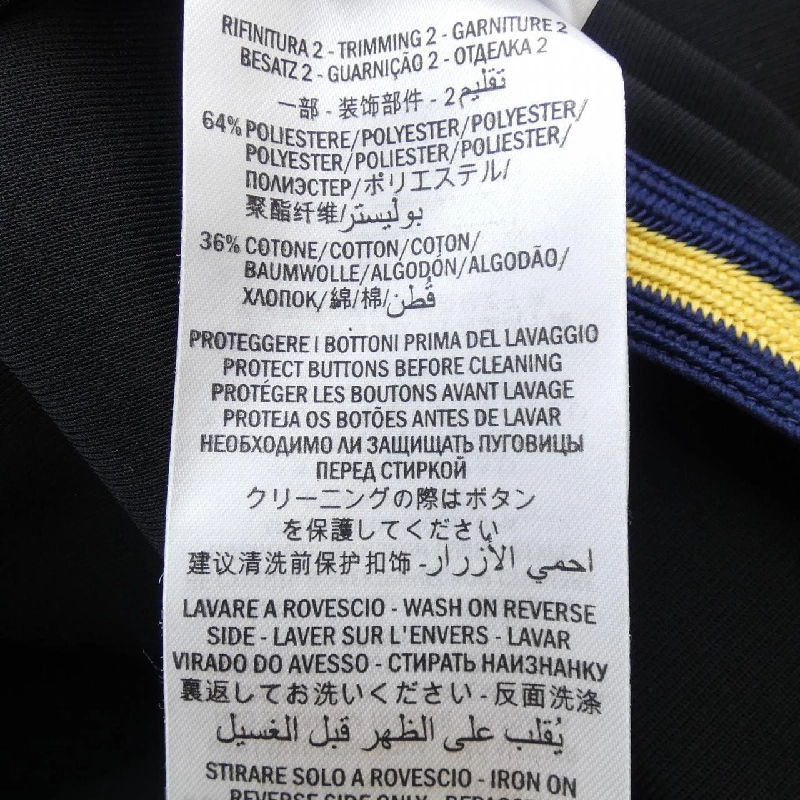 RIFINITURA 2 - TRIMMING 2 - GARNITURE 2
BESATZ 2 - GUARNIÇÃO 2 - ОТДЕЛКА 2
一部 - 装饰部件 - 2 تقليم
64% POLIESTERE/POLYESTER/POLYESTER/
POLYESTER/POLIESTER/POLIESTER/
ПОЛИЭСТЕР/ポリエステル/
聚酯纤维/بوليستر
36% COTONE/COTTON/COTON/
BAUMWOLLE/ALGODÓN/ALGODÃO/
ХЛОПОК/綿/棉/قُطن
PROTEGGERE I BOTTONI PRIMA DEL LAVAGGIO
PROTECT BUTTONS BEFORE CLEANING
PROTÉGER LES BOUTONS AVANT LAVAGE
PROTEJA OS BOTÕES ANTES DE LAVAR
НЕОБХОДИМО ЛИ ЗАЩИЩАТЬ ПУГОВИЦЫ
ПЕРЕД СТИРКОЙ
クリーニングの際はボタン
を保護してください
建议清洗前保护扣饰 - احمي الأزرار
LAVARE A ROVESCIO - WASH ON REVERSE
SIDE - LAVER SUR L'ENVERS - LAVAR
VIRADO DO AVESSO - СТИРАТЬ НАИЗНАНКУ
裏返してお洗いください - 反面洗涤
يُقلب على الظهر قبل الغسيل
STIRARE SOLO A ROVESCIO - IRON ON
REVERSE SIDE ONLY